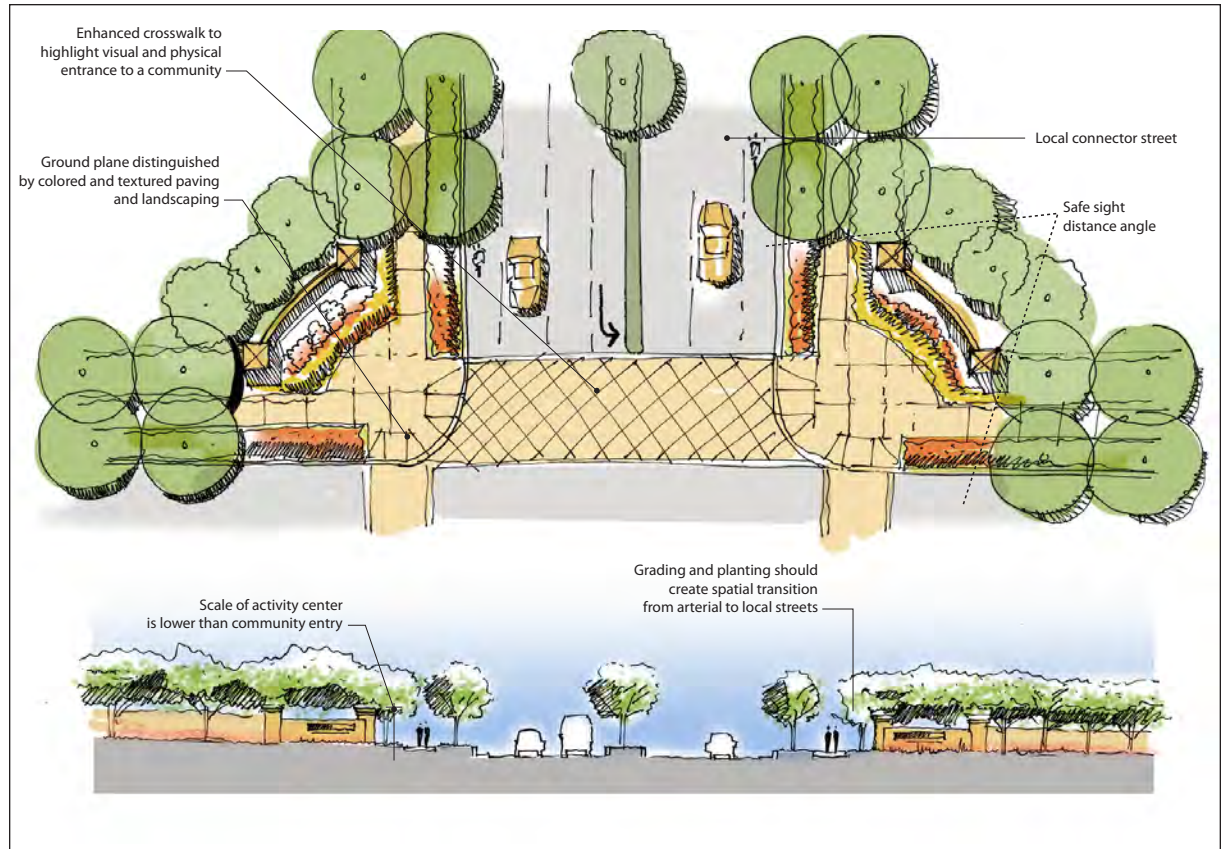 Enhanced crosswalk to
highlight visual and physical
entrance to a community
Ground plane distinguished
by colored and textured paving
and landscaping
Local connector street
Safe sight
distance angle
Scale of activity center
is lower than community entry
Grading and planting should
create spatial transition
from arterial to local streets